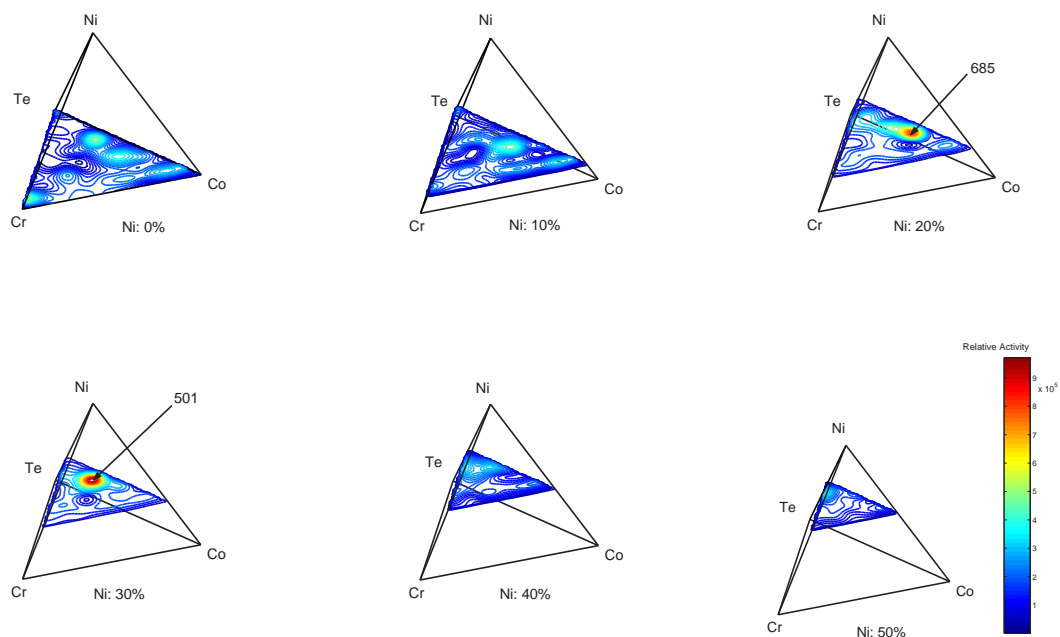 Ni
Te
Co
Cr
Ni: 0%
Ni
Te
Co
Cr
Ni: 10%
Ni
685
Te
Co
Cr
Ni: 20%
Ni
501
Te
Co
Cr
Ni: 30%
Ni
Te
Co
Cr
Ni: 40%
Ni
Te
Co
Cr
Ni: 50%
Relative Activity
x 10⁵
9
8
7
6
5
4
3
2
1